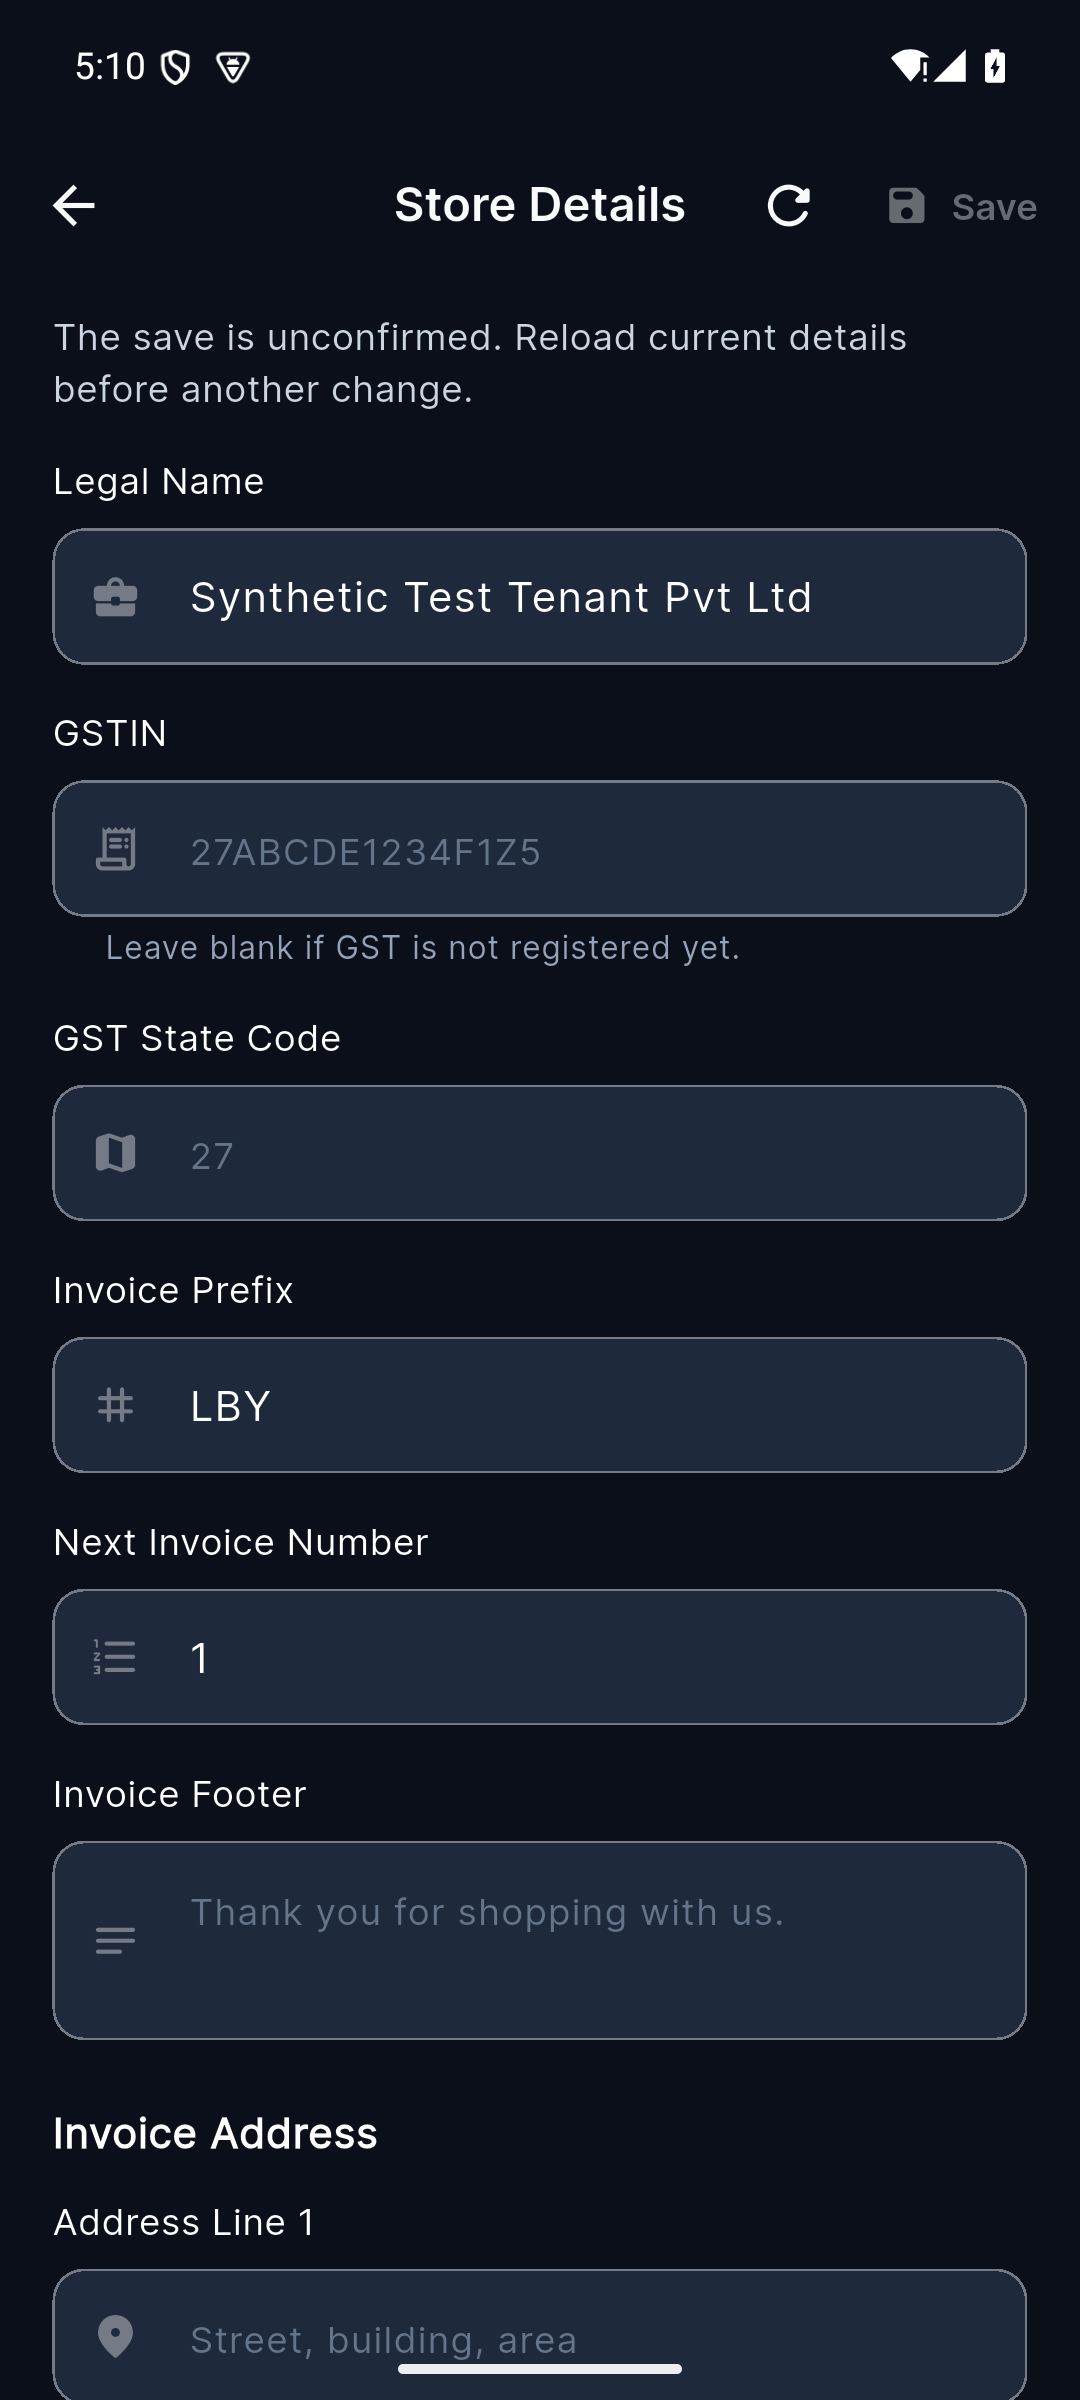 5:10
Store Details
Save
The save is unconfirmed. Reload current details
before another change.
Legal Name
Synthetic Test Tenant Pvt Ltd
GSTIN
27ABCDE1234F1Z5
Leave blank if GST is not registered yet.
GST State Code
27
Invoice Prefix
LBY
Next Invoice Number
1
Invoice Footer
Thank you for shopping with us.
Invoice Address
Address Line 1
Street, building, area